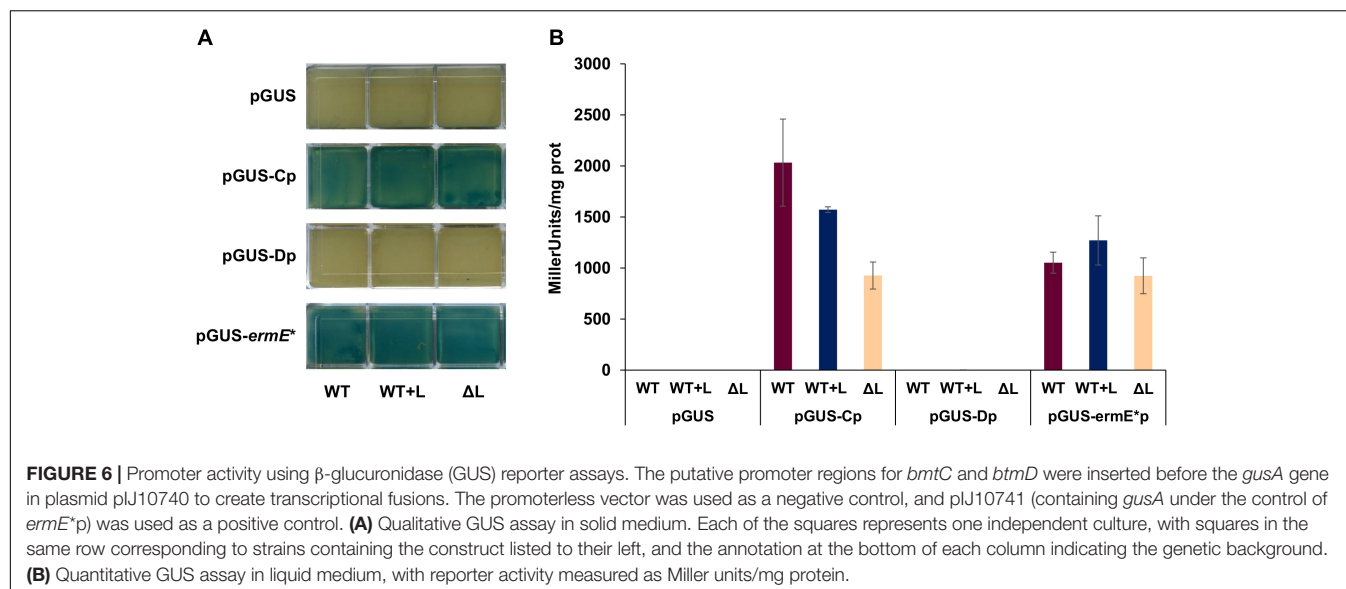 A
pGUS
pGUS-Cp
pGUS-Dp
pGUS-ermE*
WT WT+L ΔL
B
MillerUnits/mg prot
3000
2500
2000
1500
1000
500
0
WT WT+L ΔL WT WT+L ΔL WT WT+L ΔL WT WT+L ΔL
pGUS pGUS-Cp pGUS-Dp pGUS-ermE*p
FIGURE 6 | Promoter activity using β-glucuronidase (GUS) reporter assays. The putative promoter regions for bmtC and btmD were inserted before the gusA gene
in plasmid pIJ10740 to create transcriptional fusions. The promoterless vector was used as a negative control, and pIJ10741 (containing gusA under the control of
ermE*p) was used as a positive control. (A) Qualitative GUS assay in solid medium. Each of the squares represents one independent culture, with squares in the
same row corresponding to strains containing the construct listed to their left, and the annotation at the bottom of each column indicating the genetic background.
(B) Quantitative GUS assay in liquid medium, with reporter activity measured as Miller units/mg protein.